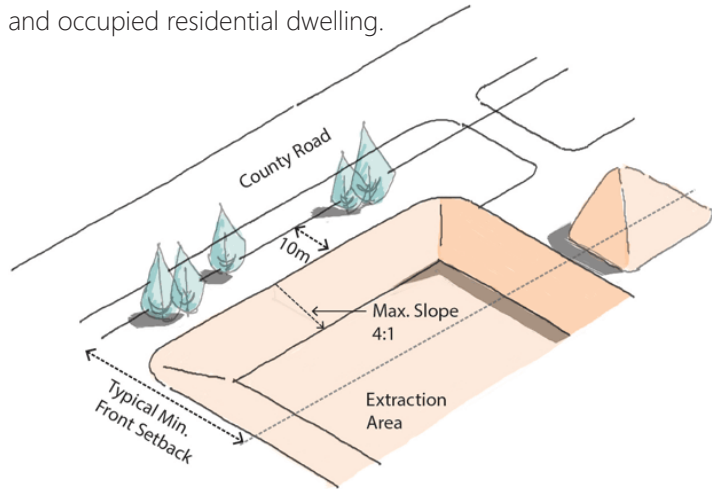 and occupied residential dwelling.
County Road
10m
Max. Slope
4:1
Extraction
Area
Typical Min.
Front Setback